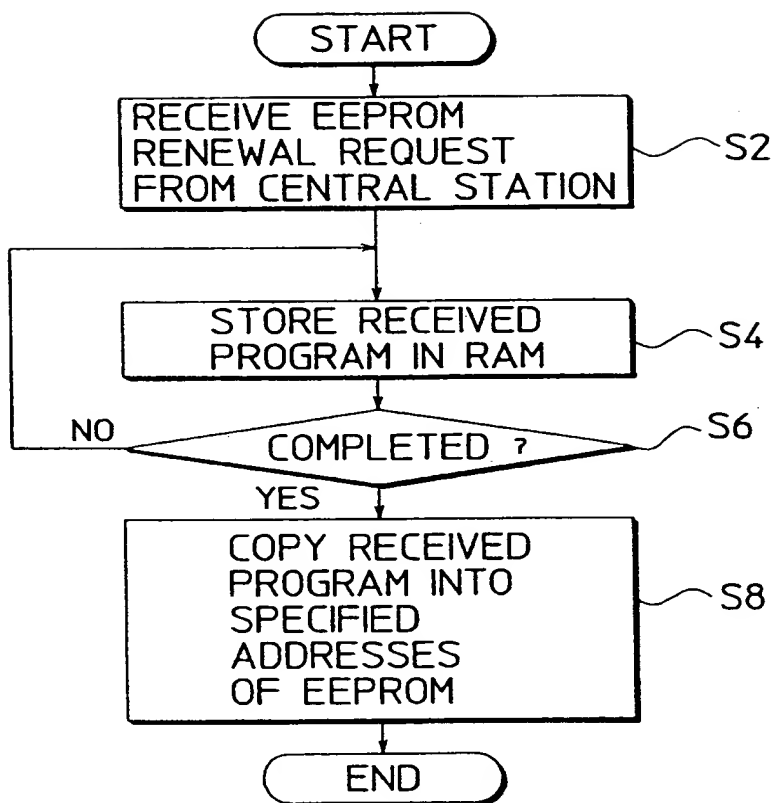 START
RECEIVE EEPROM
RENEWAL REQUEST
FROM CENTRAL STATION
S2
STORE RECEIVED
PROGRAM IN RAM
S4
NO
COMPLETED ?
S6
YES
COPY RECEIVED
PROGRAM INTO
SPECIFIED
ADDRESSES
OF EEPROM
S8
END